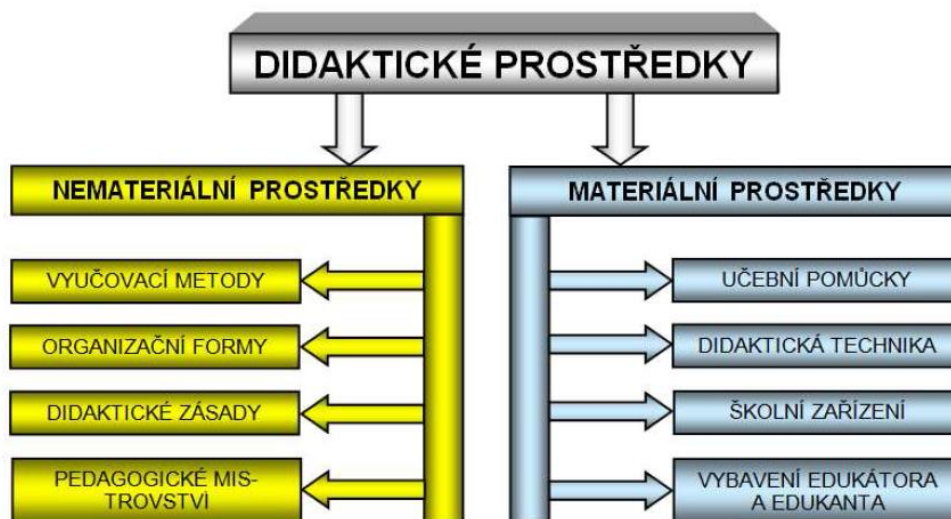 DIDAKTICKÉ PROSTŘEDKY
NEMATERIÁLNÍ PROSTŘEDKY
VYUČOVACÍ METODY
ORGANIZAČNÍ FORMY
DIDAKTICKÉ ZÁSADY
PEDAGOGICKÉ MIS-
TROVSTVÍ
MATERIÁLNÍ PROSTŘEDKY
UČEBNÍ POMŮCKY
DIDAKTICKÁ TECHNIKA
ŠKOLNÍ ZAŘÍZENÍ
VYBAVENÍ EDUKÁTORA
A EDUKANTA